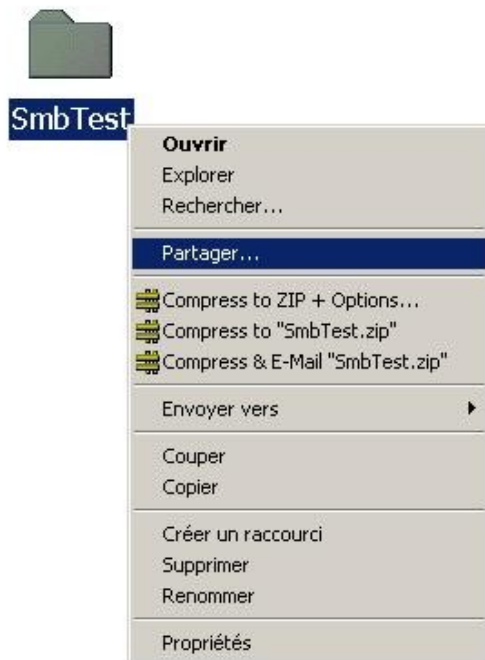 SmbTest
Ouvrir
Explorer
Rechercher...
Partager...
Compress to ZIP + Options...
Compress to "SmbTest.zip"
Compress & E-Mail "SmbTest.zip"
Envoyer vers
Couper
Copier
Créer un raccourci
Supprimer
Renommer
Propriétés